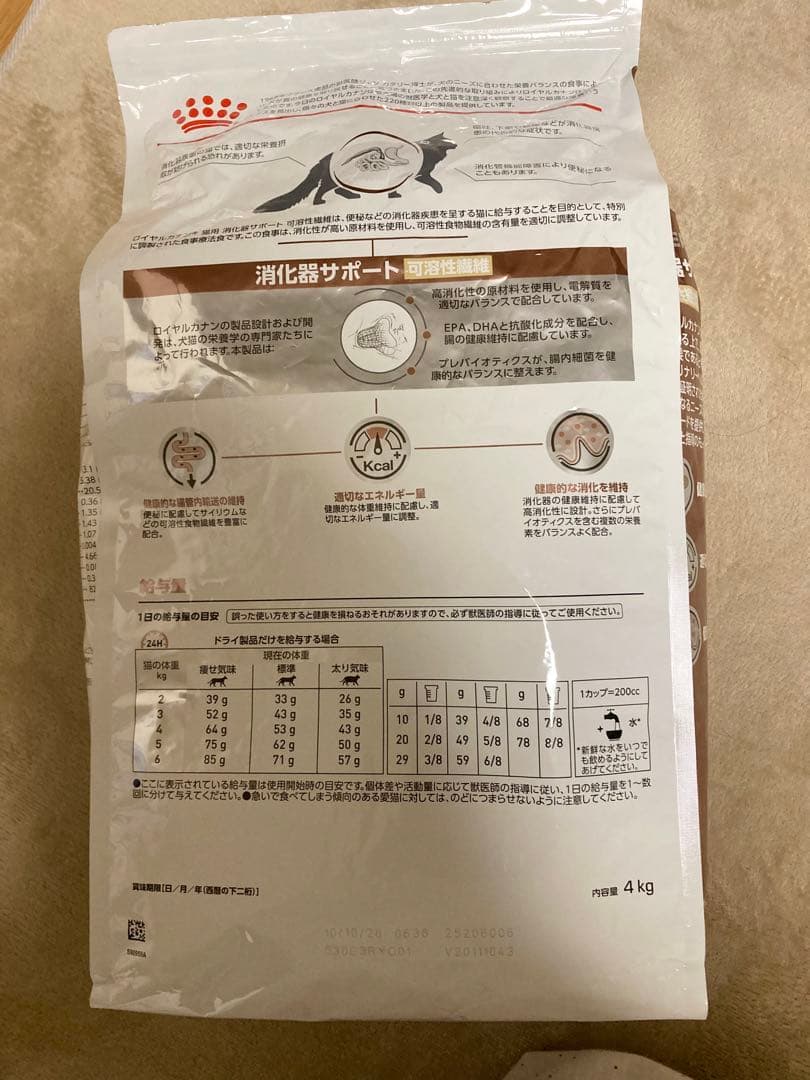 消化器疾患の猫では、適切な栄養摂
取が妨げられる恐れがあります。
患の代表的な症状です。
消化管機能障害により便秘になる
こともあります。
ロイヤルカナン® 猫用 消化器サポート 可溶性繊維は、便秘などの消化器疾患を呈する猫に給与することを目的として、特別
に調製された食事療法食です。この食事は、消化性が高い原材料を使用し、可溶性食物繊維の含有量を適切に調整しています。
消化器サポート 可溶性繊維
ロイヤルカナンの製品設計および開
発は、犬猫の栄養学の専門家たちに
よって行われます。本製品は:
高消化性の原材料を使用し、電解質を
適切なバランスで配合しています。
EPA、DHAと抗酸化成分を配合し、
腸の健康維持に配慮しています。
プレバイオティクスが、腸内細菌を健
康的なバランスに整えます。
Kcal
健康的な腸管内輸送の維持
便秘に配慮してサイリウムな
どの可溶性食物繊維を豊富に
配合。
適切なエネルギー量
健康的な体重維持に配慮し、適
切なエネルギー量に調整。
健康的な消化を維持
消化器の健康維持に配慮して
高消化性に設計。さらにプレバ
イオティクスを含む複数の栄養
素をバランスよく配合。
給与量
1日の給与量の目安 誤った使い方をすると健康を損ねるおそれがありますので、必ず獣医師の指導に従ってご使用ください。
24H ドライ製品だけを給与する場合
猫の体重 kg 現在の体重
痩せ気味 標準 太り気味
2 39 g 33 g 26 g
3 52 g 43 g 35 g
4 64 g 53 g 43 g
5 75 g 62 g 50 g
6 85 g 71 g 57 g
g g g
10 1/8 39 4/8 68 7/8
20 2/8 49 5/8 78 8/8
29 3/8 59 6/8
1カップ=200cc
+ 水*
*新鮮な水をいつで
も飲めるようにして
あげてください。
●ここに表示されている給与量は使用開始時の目安です。個体差や活動量に応じて獣医師の指導に従い、1日の給与量を1～数
回に分けて与えてください。●急いで食べてしまう傾向のある愛猫に対しては、のどにつまらせないように注意してください。
賞味期限[日/月/年(西暦の下二桁)]
内容量 4 kg